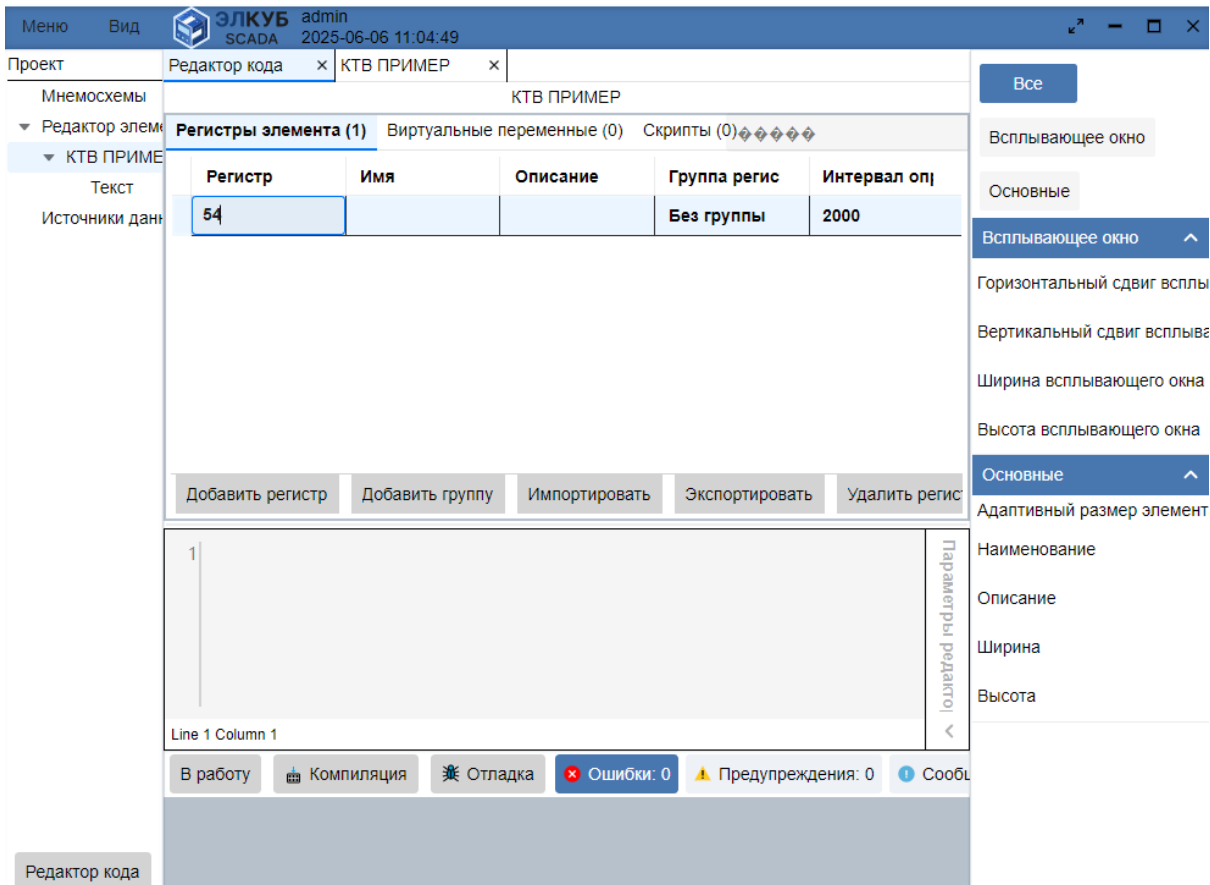 Меню Вид ЭЛКУБ SCADA admin 2025-06-06 11:04:49
Проект
Мнемосхемы
Редактор элеме
КТВ ПРИМЕ
Текст
Источники данн
Редактор кода
Редактор кода × КТВ ПРИМЕР ×
КТВ ПРИМЕР
Регистры элемента (1) Виртуальные переменные (0) Скрипты (0)�����
Регистр Имя Описание Группа регис Интервал оп
54 Без группы 2000
Добавить регистр Добавить группу Импортировать Экспортировать Удалить регис
1
Параметры редакто
Line 1 Column 1
В работу Компиляция Отладка Ошибки: 0 Предупреждения: 0 Сооб
Все
Всплывающее окно
Основные
Всплывающее окно
Горизонтальный сдвиг всплы
Вертикальный сдвиг всплыва
Ширина всплывающего окна
Высота всплывающего окна
Основные
Адаптивный размер элемент
Наименование
Описание
Ширина
Высота